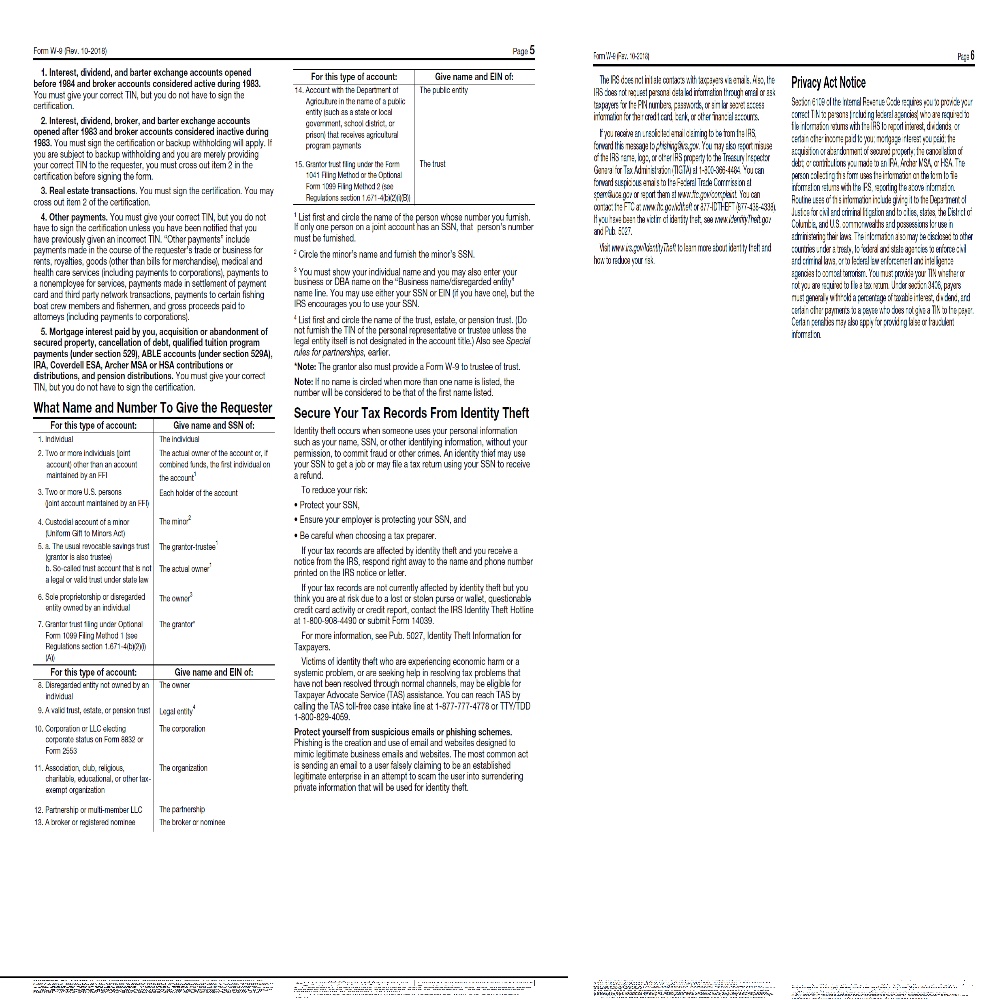 Form W-9 (Rev. 10-2018)
Page 5
1. Interest, dividend, and barter exchange accounts opened
before 1984 and broker accounts considered active during 1983.
You must give your correct TIN, but you do not have to sign the
certification.
2. Interest, dividend, broker, and barter exchange accounts
opened after 1983 and broker accounts considered inactive during
1983. You must sign the certification or backup withholding will apply. If
you are subject to backup withholding and you are merely providing
your correct TIN to the requester, you must cross out item 2 in the
certification before signing the form.
3. Real estate transactions. You must sign the certification. You may
cross out item 2 of the certification.
4. Other payments. You must give your correct TIN, but you do not
have to sign the certification unless you have been notified that you
have previously given an incorrect TIN. “Other payments” include
payments made in the course of the requester’s trade or business for
rents, royalties, goods (other than bills for merchandise), medical and
health care services (including payments to corporations), payments to
a nonemployee for services, payments made in settlement of payment
card and third party network transactions, payments to certain fishing
boat crew members and fishermen, and gross proceeds paid to
attorneys (including payments to corporations).
5. Mortgage interest paid by you, acquisition or abandonment of
secured property, cancellation of debt, qualified tuition program
payments (under section 529), ABLE accounts (under section 529A),
IRA, Coverdell ESA, Archer MSA or HSA contributions or
distributions, and pension distributions. You must give your correct
TIN, but you do not have to sign the certification.
What Name and Number To Give the Requester
For this type of account: Give name and SSN of:
1. Individual The individual
2. Two or more individuals (joint The actual owner of the account or, if
account) other than an account combined funds, the first individual on
maintained by an FFI the account1
3. Two or more U.S. persons Each holder of the account
(joint account maintained by an FFI)
4. Custodial account of a minor The minor2
(Uniform Gift to Minors Act)
5. a. The usual revocable savings trust The grantor-trustee1
(grantor is also trustee)
b. So-called trust account that is not The actual owner1
a legal or valid trust under state law
6. Sole proprietorship or disregarded The owner3
entity owned by an individual
7. Grantor trust filing under Optional The grantor*
Form 1099 Filing Method 1 (see
Regulations section 1.671-4(b)(2)(i)
(A))
For this type of account: Give name and EIN of:
8. Disregarded entity not owned by an The owner
individual
9. A valid trust, estate, or pension trust Legal entity4
10. Corporation or LLC electing The corporation
corporate status on Form 8832 or
Form 2553
11. Association, club, religious, The organization
charitable, educational, or other tax-
exempt organization
12. Partnership or multi-member LLC The partnership
13. A broker or registered nominee The broker or nominee
For this type of account: Give name and EIN of:
14. Account with the Department of The public entity
Agriculture in the name of a public
entity (such as a state or local
government, school district, or
prison) that receives agricultural
program payments
15. Grantor trust filing under the Form The trust
1041 Filing Method or the Optional
Form 1099 Filing Method 2 (see
Regulations section 1.671-4(b)(2)(i)(B))
1 List first and circle the name of the person whose number you furnish.
If only one person on a joint account has an SSN, that person’s number
must be furnished.
2 Circle the minor’s name and furnish the minor’s SSN.
3 You must show your individual name and you may also enter your
business or DBA name on the “Business name/disregarded entity”
name line. You may use either your SSN or EIN (if you have one), but the
IRS encourages you to use your SSN.
4 List first and circle the name of the trust, estate, or pension trust. (Do
not furnish the TIN of the personal representative or trustee unless the
legal entity itself is not designated in the account title.) Also see Special
rules for partnerships, earlier.
*Note: The grantor also must provide a Form W-9 to trustee of trust.
Note: If no name is circled when more than one name is listed, the
number will be considered to be that of the first name listed.
Secure Your Tax Records From Identity Theft
Identity theft occurs when someone uses your personal information
such as your name, SSN, or other identifying information, without your
permission, to commit fraud or other crimes. An identity thief may use
your SSN to get a job or may file a tax return using your SSN to receive
a refund.
To reduce your risk:
• Protect your SSN,
• Ensure your employer is protecting your SSN, and
• Be careful when choosing a tax preparer.
If your tax records are affected by identity theft and you receive a
notice from the IRS, respond right away to the name and phone number
printed on the IRS notice or letter.
If your tax records are not currently affected by identity theft but you
think you are at risk due to a lost or stolen purse or wallet, questionable
credit card activity or credit report, contact the IRS Identity Theft Hotline
at 1-800-908-4490 or submit Form 14039.
For more information, see Pub. 5027, Identity Theft Information for
Taxpayers.
Victims of identity theft who are experiencing economic harm or a
systemic problem, or are seeking help in resolving tax problems that
have not been resolved through normal channels, may be eligible for
Taxpayer Advocate Service (TAS) assistance. You can reach TAS by
calling the TAS toll-free case intake line at 1-877-777-4778 or TTY/TDD
1-800-829-4059.
Protect yourself from suspicious emails or phishing schemes.
Phishing is the creation and use of email and websites designed to
mimic legitimate business emails and websites. The most common act
is sending an email to a user falsely claiming to be an established
legitimate enterprise in an attempt to scam the user into surrendering
private information that will be used for identity theft.
Form W-9 (Rev. 10-2018)
Page 6
The IRS does not initiate contacts with taxpayers via emails. Also, the
IRS does not request personal detailed information through email or ask
taxpayers for the PIN numbers, passwords, or similar secret access
information for their credit card, bank, or other financial accounts.
If you receive an unsolicited email claiming to be from the IRS,
forward this message to phishing@irs.gov. You may also report misuse
of the IRS name, logo, or other IRS property to the Treasury Inspector
General for Tax Administration (TIGTA) at 1-800-366-4484. You can
forward suspicious emails to the Federal Trade Commission at
spam@uce.gov or report them at www.ftc.gov/complaint. You can
contact the FTC at www.ftc.gov/idtheft or 877-IDTHEFT (877-438-4338).
If you have been the victim of identity theft, see www.IdentityTheft.gov
and Pub. 5027.
Visit www.irs.gov/IdentityTheft to learn more about identity theft and
how to reduce your risk.
Privacy Act Notice
Section 6109 of the Internal Revenue Code requires you to provide your
correct TIN to persons (including federal agencies) who are required to
file information returns with the IRS to report interest, dividends, or
certain other income paid to you; mortgage interest you paid; the
acquisition or abandonment of secured property; the cancellation of
debt; or contributions you made to an IRA, Archer MSA, or HSA. The
person collecting this form uses the information on the form to file
information returns with the IRS, reporting the above information.
Routine uses of this information include giving it to the Department of
Justice for civil and criminal litigation and to cities, states, the District of
Columbia, and U.S. commonwealths and possessions for use in
administering their laws. The information also may be disclosed to other
countries under a treaty, to federal and state agencies to enforce civil
and criminal laws, or to federal law enforcement and intelligence
agencies to combat terrorism. You must provide your TIN whether or
not you are required to file a tax return. Under section 3406, payers
must generally withhold a percentage of taxable interest, dividend, and
certain other payments to a payee who does not give a TIN to the payer.
Certain penalties may also apply for providing false or fraudulent
information.